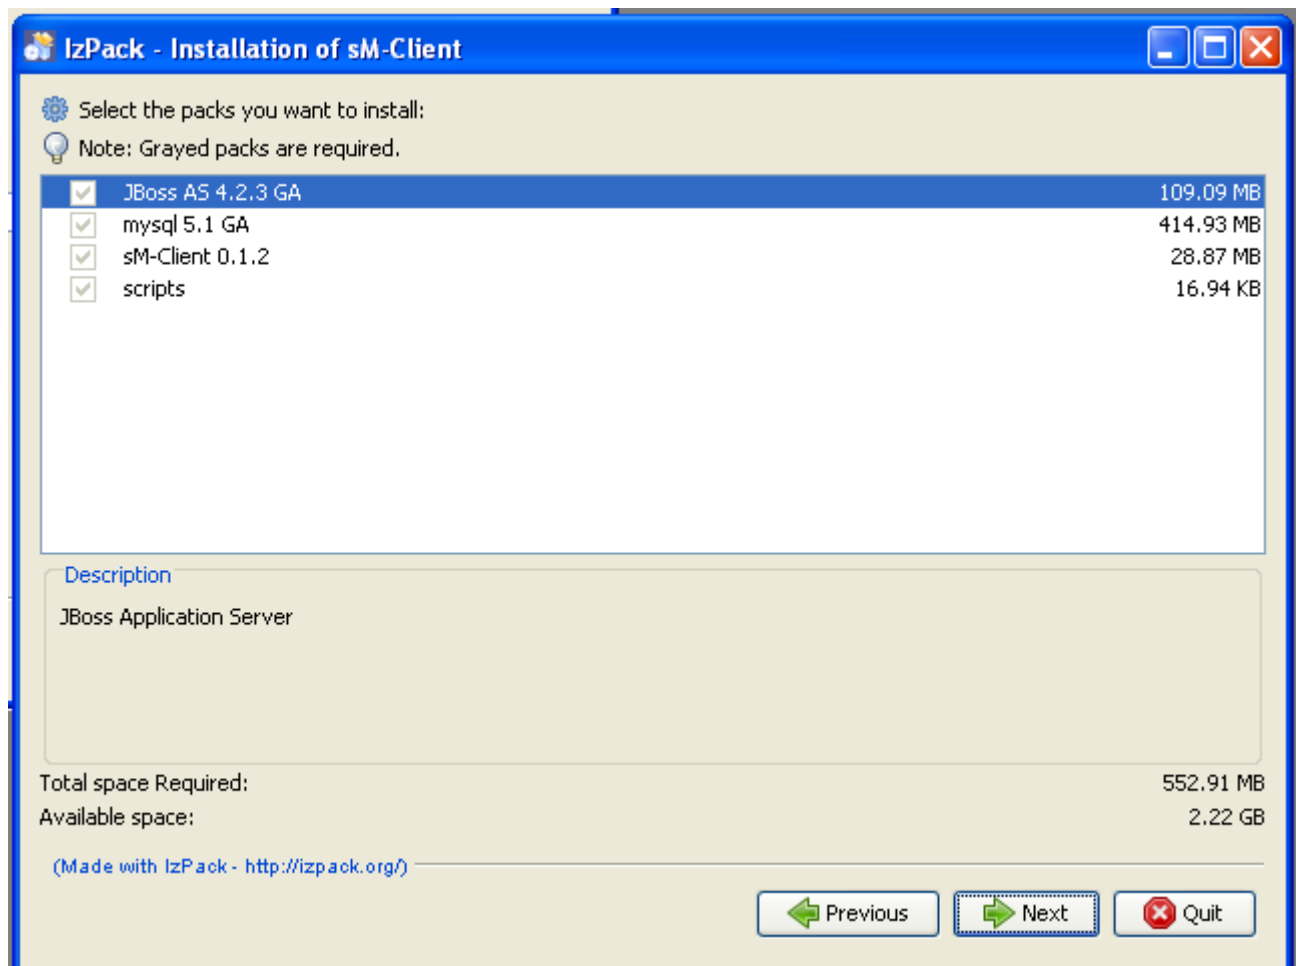 IzPack - Installation of sM-Client
Select the packs you want to install:
Note: Grayed packs are required.
JBoss AS 4.2.3 GA 109.09 MB
mysql 5.1 GA 414.93 MB
sM-Client 0.1.2 28.87 MB
scripts 16.94 KB
Description
JBoss Application Server
Total space Required: 552.91 MB
Available space: 2.22 GB
(Made with IzPack - http://izpack.org/)
Previous Next Quit